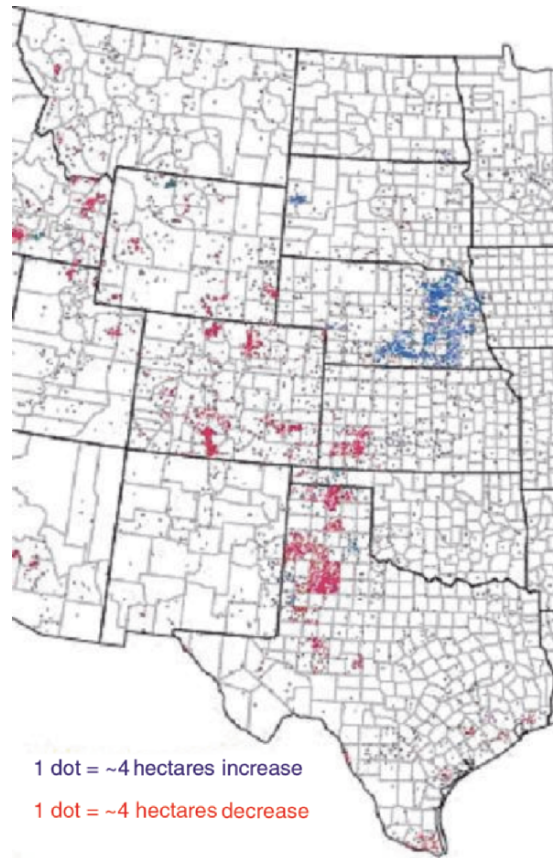 1 dot = ~4 hectares increase
1 dot = ~4 hectares decrease